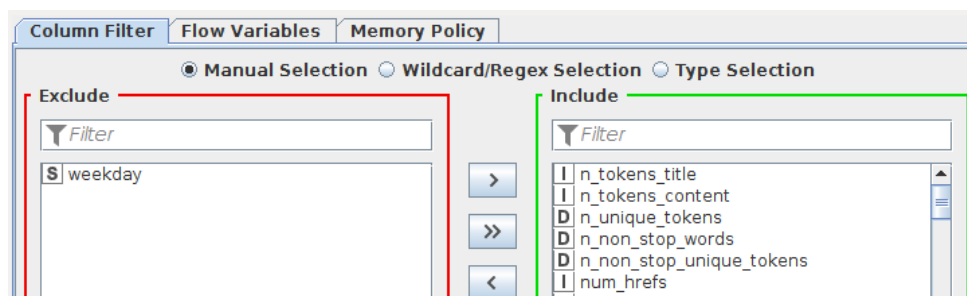 Column Filter Flow Variables Memory Policy
Manual Selection Wildcard/Regex Selection Type Selection
Exclude
Filter
S weekday
>
>>
<
Include
Filter
I n_tokens_title
I n_tokens_content
D n_unique_tokens
D n_non_stop_words
D n_non_stop_unique_tokens
I num_hrefs